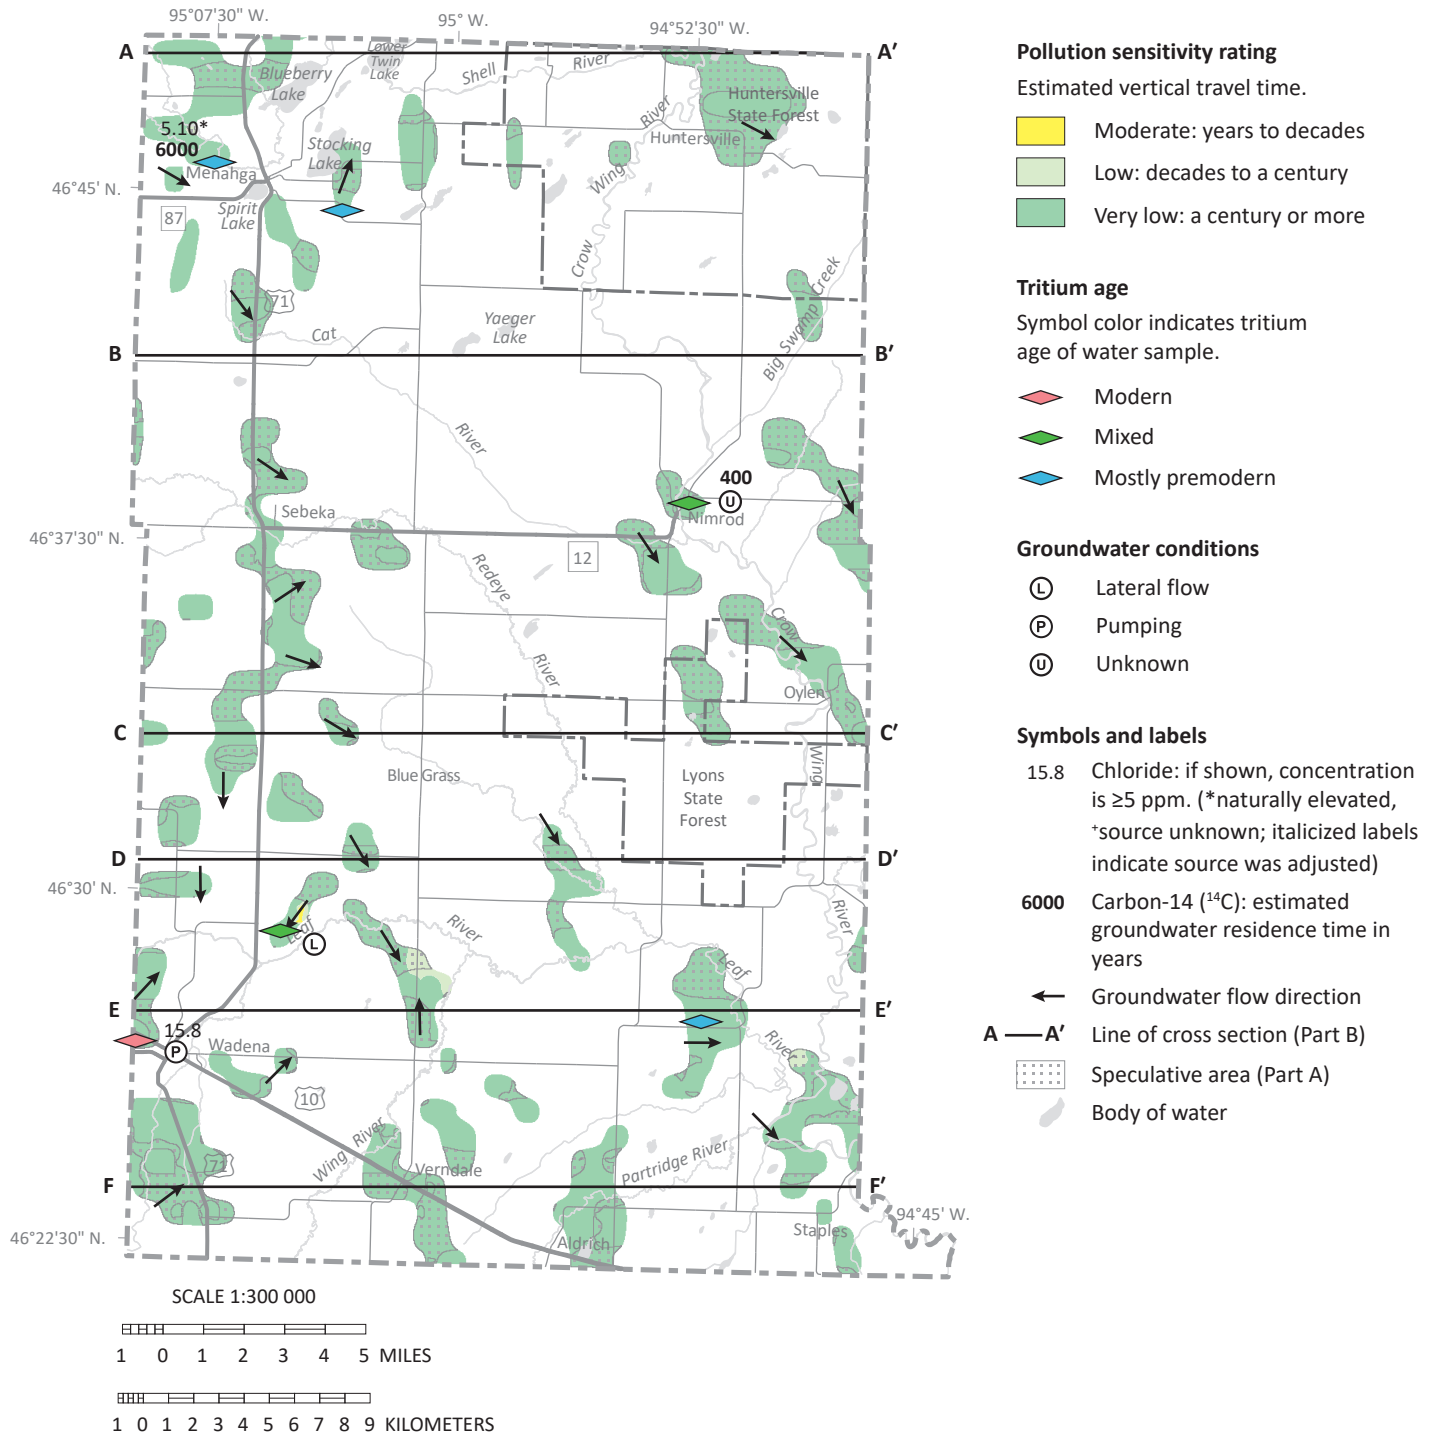 95°07'30" W.
95° W.
94°52'30" W.
A
A′
Lower
Twin
Lake
Blueberry
Lake
Shell
River
Huntersville
State Forest
River
Huntersville
5.10*
6000
Stocking
Lake
Menahga
Wing
46°45' N.
87
Spirit
Lake
Crow
71
Big Swamp Creek
Cat
Yaeger
Lake
B
B′
River
400
U
Nimrod
Sebeka
46°37'30" N.
12
Redeye
Crow
River
Oylen
C
C′
Blue Grass
Wing
Lyons
State
Forest
D
D′
46°30' N.
River
River
Leaf
L
Leaf
E
E′
15.8
P
Wadena
River
10
Wing River
71
Verndale
Partridge River
F
F′
94°45' W.
Staples
46°22'30" N.
Aldrich
SCALE 1:300 000
1 0 1 2 3 4 5 MILES
1 0 1 2 3 4 5 6 7 8 9 KILOMETERS
Pollution sensitivity rating
Estimated vertical travel time.
Moderate: years to decades
Low: decades to a century
Very low: a century or more
Tritium age
Symbol color indicates tritium
age of water sample.
Modern
Mixed
Mostly premodern
Groundwater conditions
L Lateral flow
P Pumping
U Unknown
Symbols and labels
15.8 Chloride: if shown, concentration
is ≥5 ppm. (*naturally elevated,
⁺source unknown; italicized labels
indicate source was adjusted)
6000 Carbon-14 (¹⁴C): estimated
groundwater residence time in
years
Groundwater flow direction
A A′ Line of cross section (Part B)
Speculative area (Part A)
Body of water